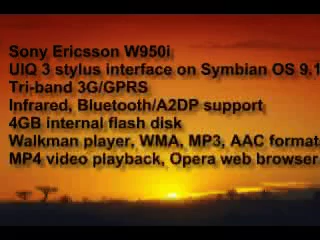 Sony Ericsson W950i
UIQ 3 stylus interface on Symbian OS 9.1
Tri-band 3G/GPRS
Infrared, Bluetooth/A2DP support
4GB internal flash disk
Walkman player, WMA, MP3, AAC format
MP4 video playback, Opera web browser